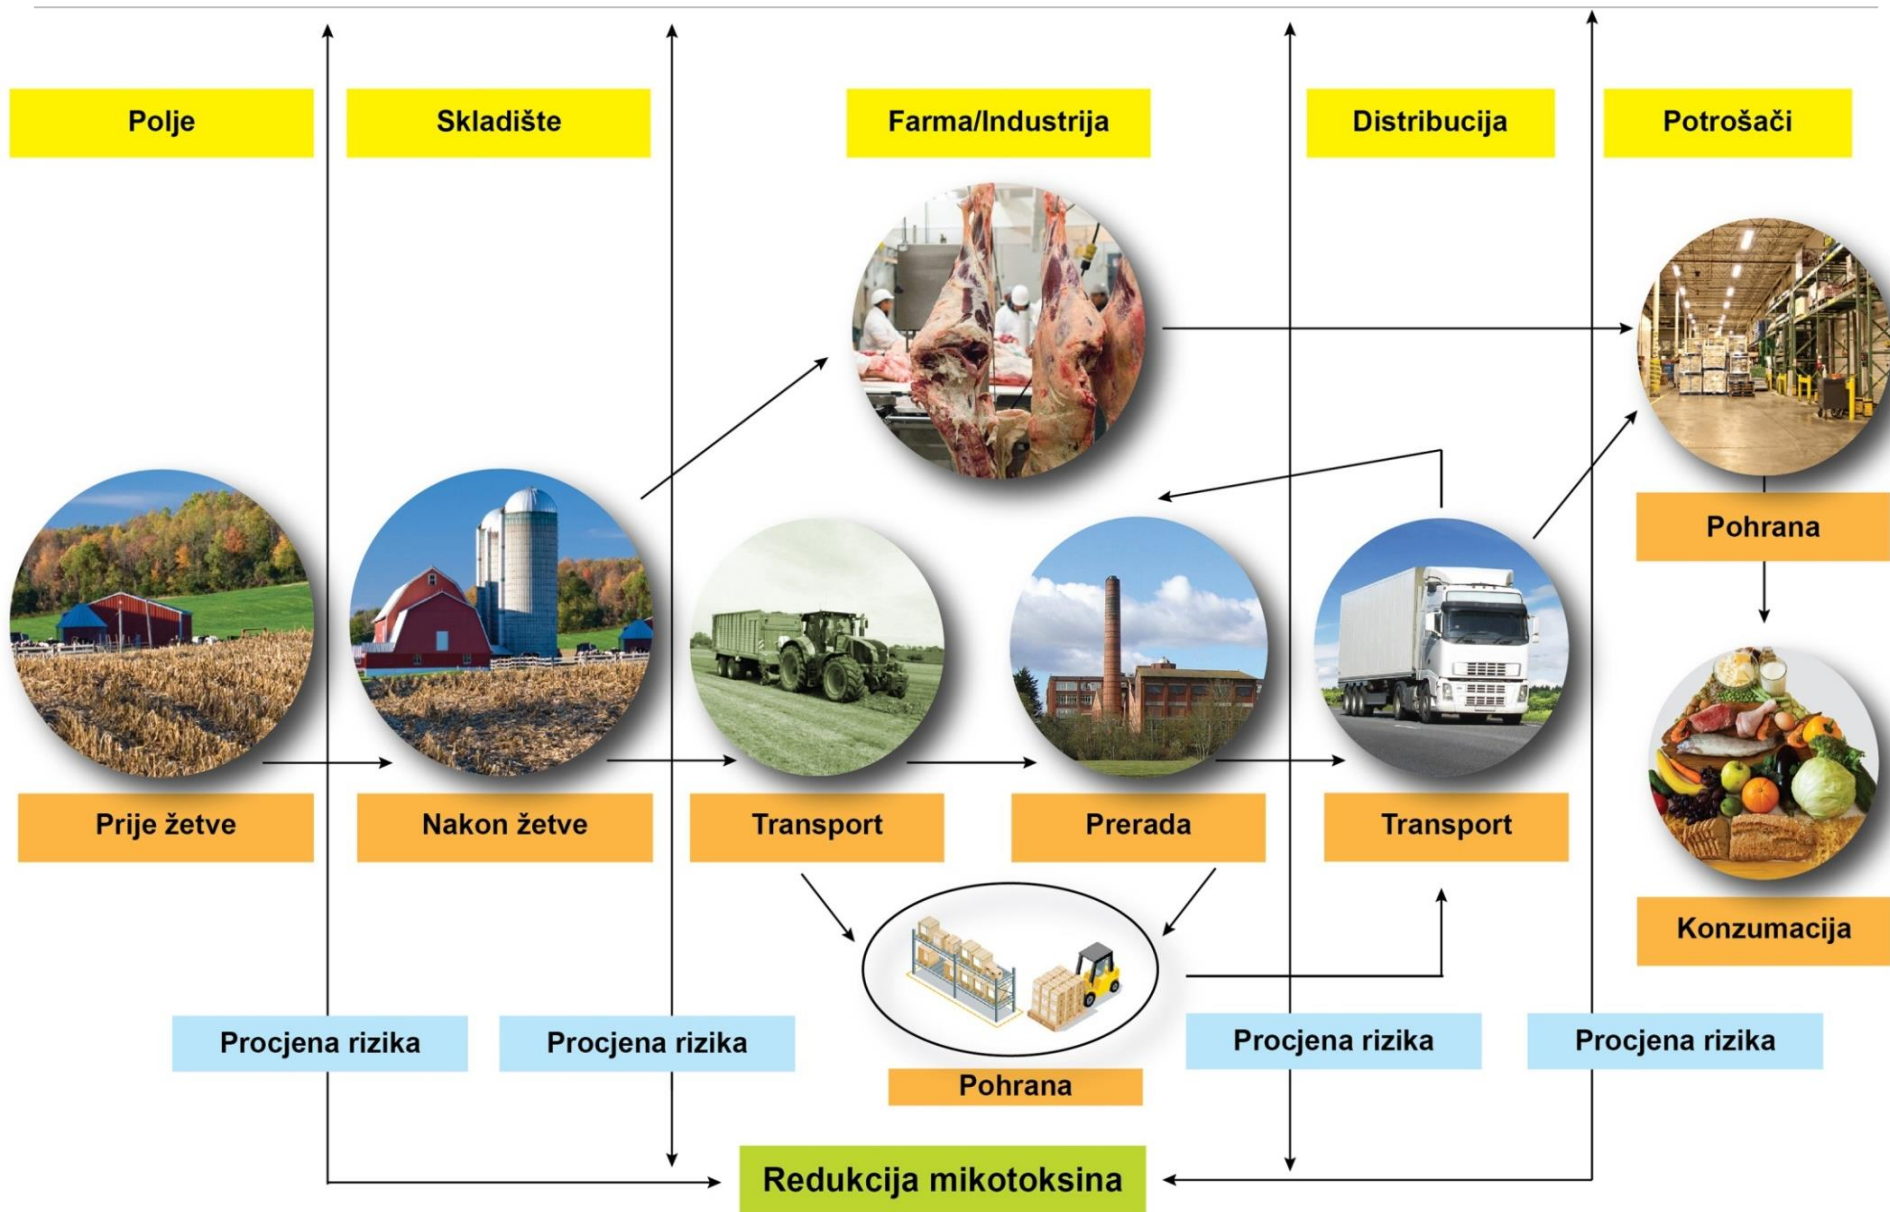 Polje
Skladište
Farma/Industrija
Distribucija
Potrošači
Pohrana
Prije žetve
Nakon žetve
Transport
Prerada
Transport
Konzumacija
Procjena rizika
Procjena rizika
Procjena rizika
Procjena rizika
Pohrana
Redukcija mikotoksina